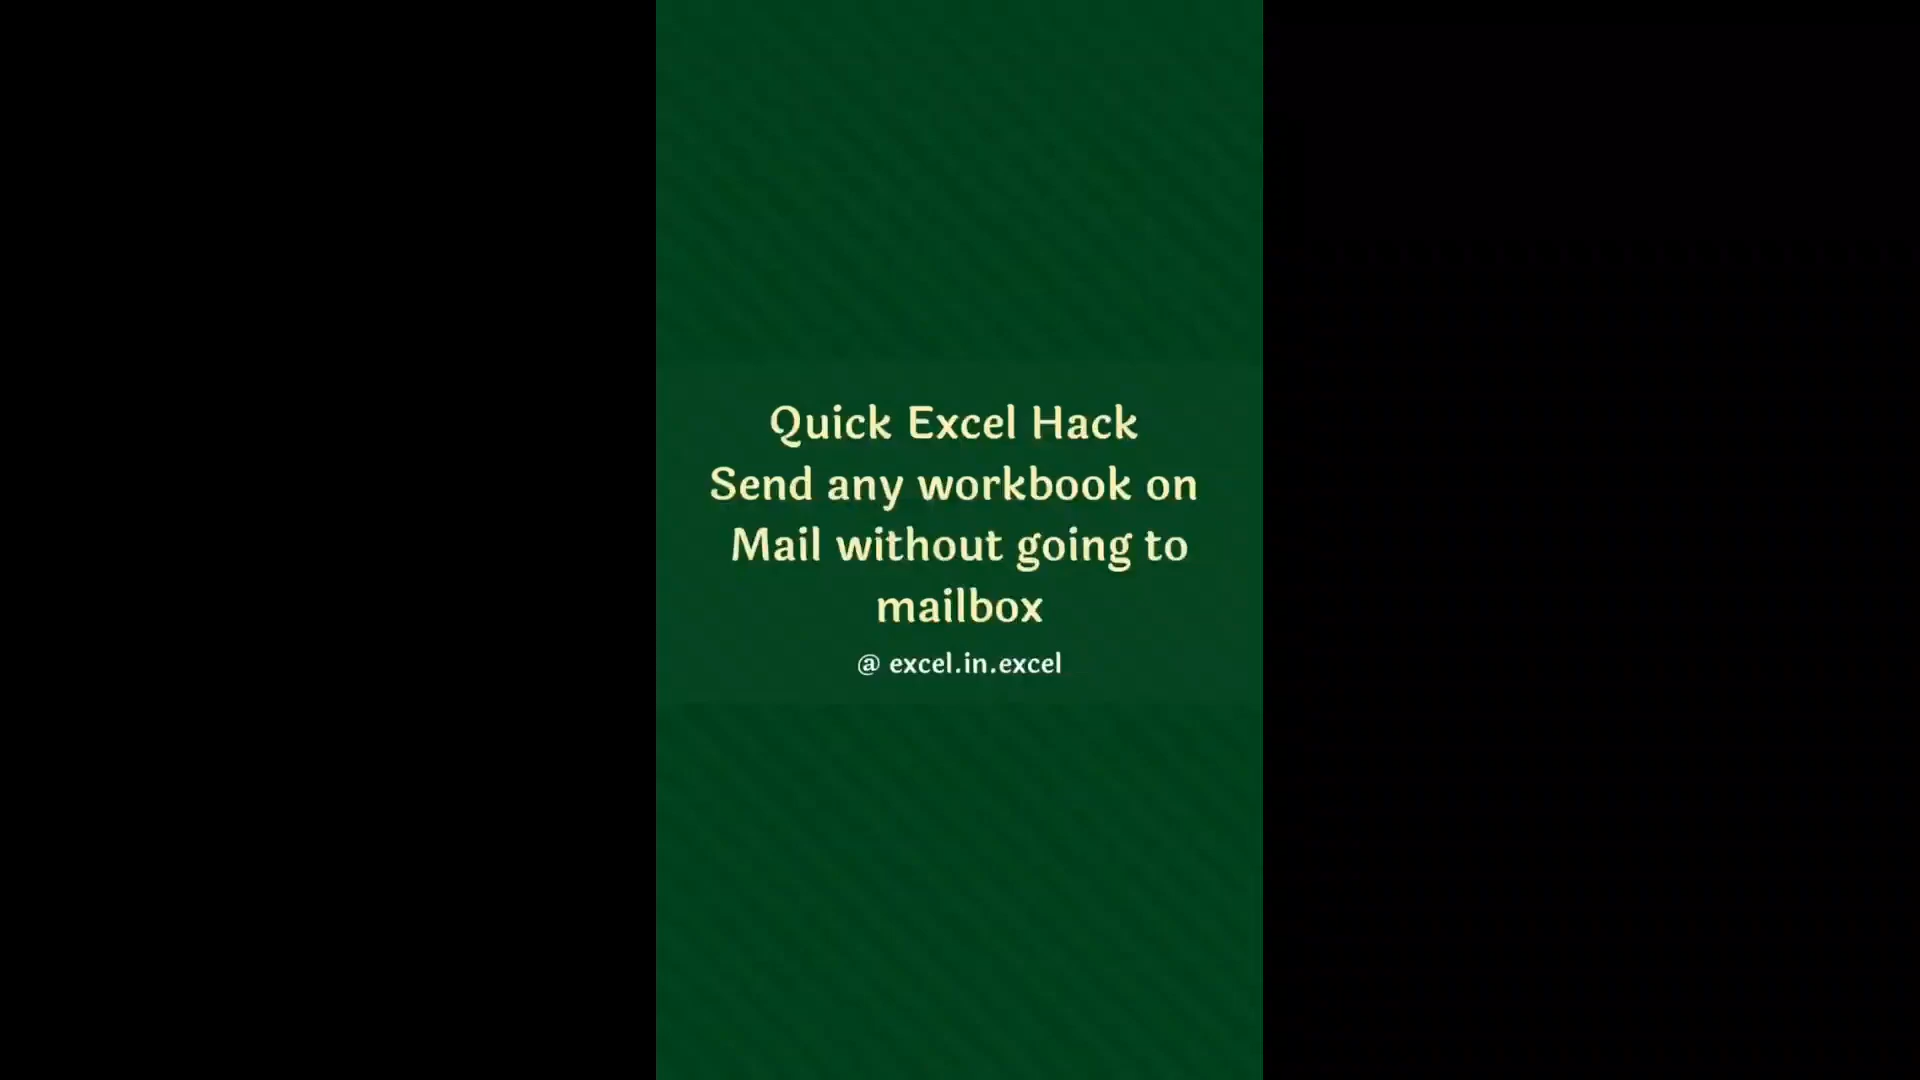 Quick Excel Hack
Send any workbook on
Mail without going to
mailbox
@ excel.in.excel